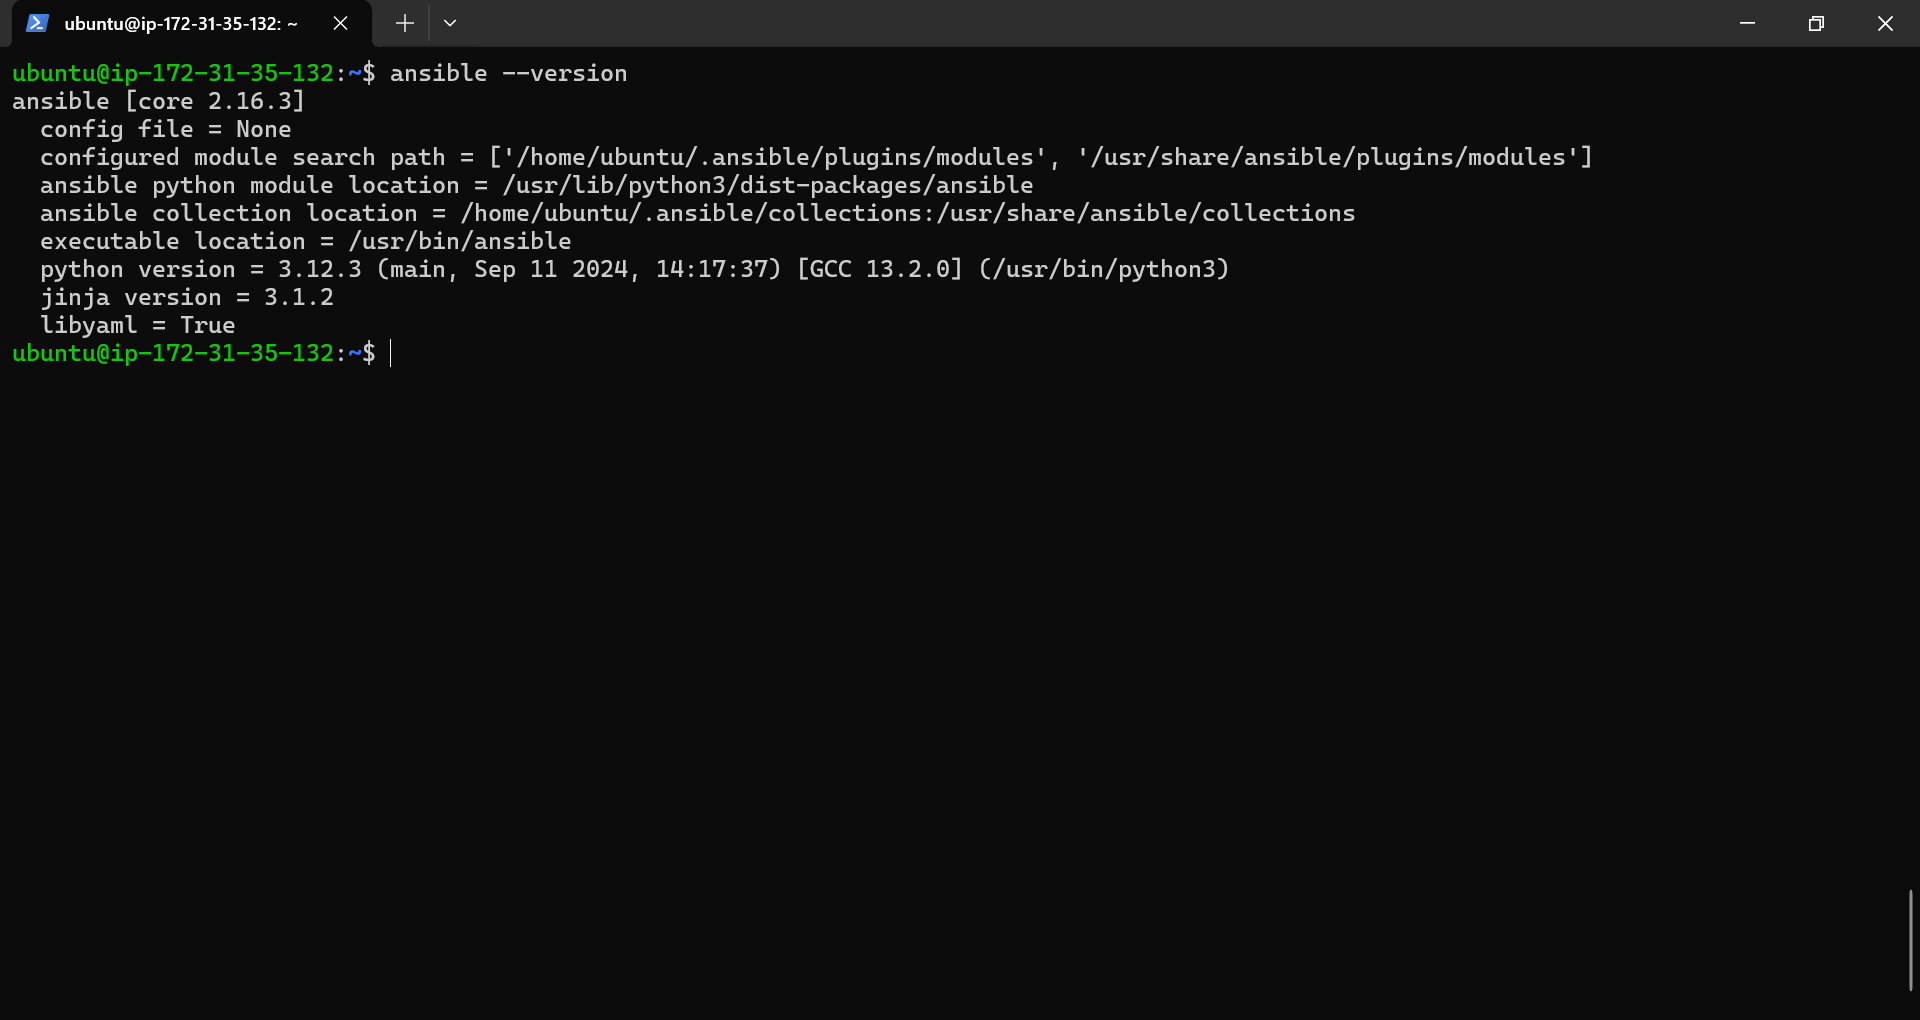 ubuntu@ip-172-31-35-132: ~
ubuntu@ip-172-31-35-132:~$ ansible --version
ansible [core 2.16.3]
  config file = None
  configured module search path = ['/home/ubuntu/.ansible/plugins/modules', '/usr/share/ansible/plugins/modules']
  ansible python module location = /usr/lib/python3/dist-packages/ansible
  ansible collection location = /home/ubuntu/.ansible/collections:/usr/share/ansible/collections
  executable location = /usr/bin/ansible
  python version = 3.12.3 (main, Sep 11 2024, 14:17:37) [GCC 13.2.0] (/usr/bin/python3)
  jinja version = 3.1.2
  libyaml = True
ubuntu@ip-172-31-35-132:~$